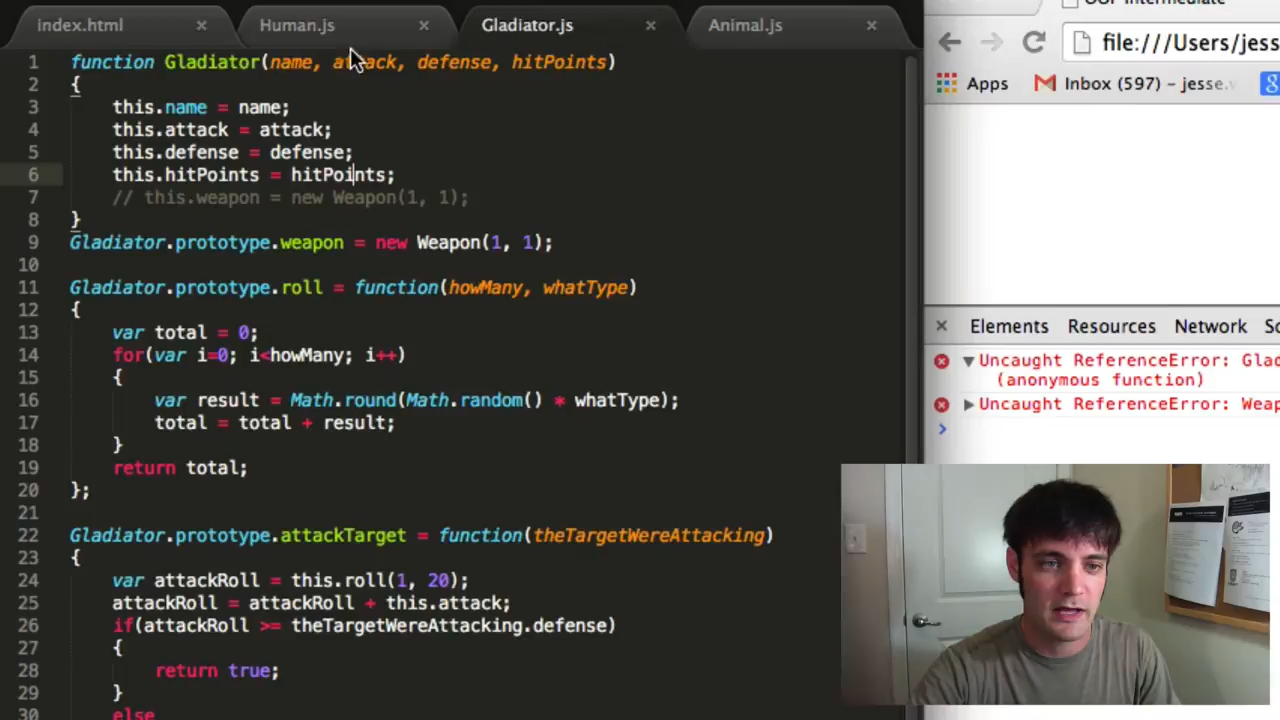 index.html × Human.js × Gladiator.js × Animal.js ×
1 function Gladiator(name, attack, defense, hitPoints)
2 {
3 this.name = name;
4 this.attack = attack;
5 this.defense = defense;
6 this.hitPoints = hitPoints;
7 // this.weapon = new Weapon(1, 1);
8 }
9 Gladiator.prototype.weapon = new Weapon(1, 1);
10
11 Gladiator.prototype.roll = function(howMany, whatType)
12 {
13 var total = 0;
14 for(var i=0; i<howMany; i++)
15 {
16 var result = Math.round(Math.random() * whatType);
17 total = total + result;
18 }
19 return total;
20 };
21
22 Gladiator.prototype.attackTarget = function(theTargetWereAttacking)
23 {
24 var attackRoll = this.roll(1, 20);
25 attackRoll = attackRoll + this.attack;
26 if(attackRoll >= theTargetWereAttacking.defense)
27 {
28 return true;
29 }
30 else
OOP Intermediate
file:///Users/jess
Apps Inbox (597) – jesse.v 8
× Elements Resources Network So
Uncaught ReferenceError: Glad
(anonymous function)
Uncaught ReferenceError: Weap
>